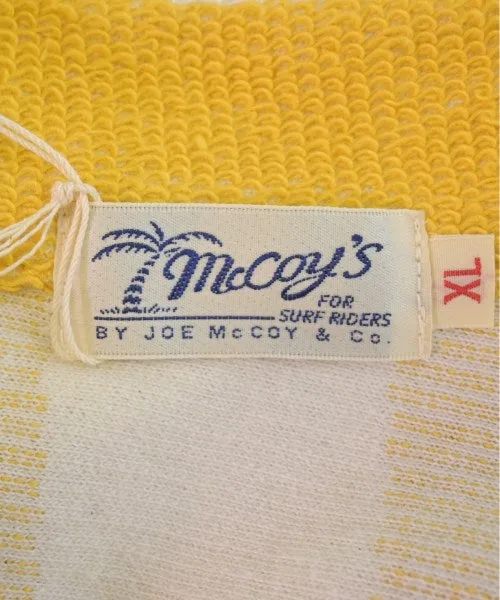 McCoy's
FOR
SURF RIDERS
BY JOE McCOY & Co.
XL